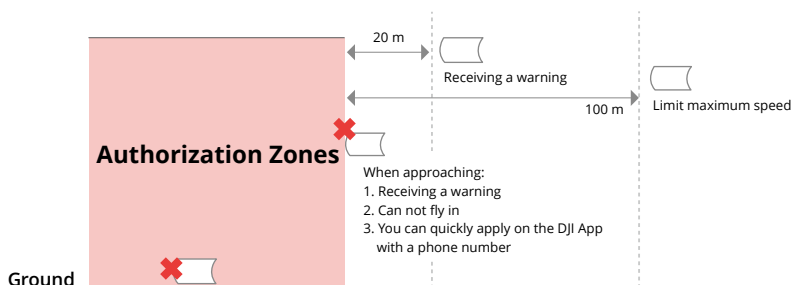 20 m
Receiving a warning
100 m
Limit maximum speed
Authorization Zones
When approaching:
1. Receiving a warning
2. Can not fly in
3. You can quickly apply on the DJI App
with a phone number
Ground